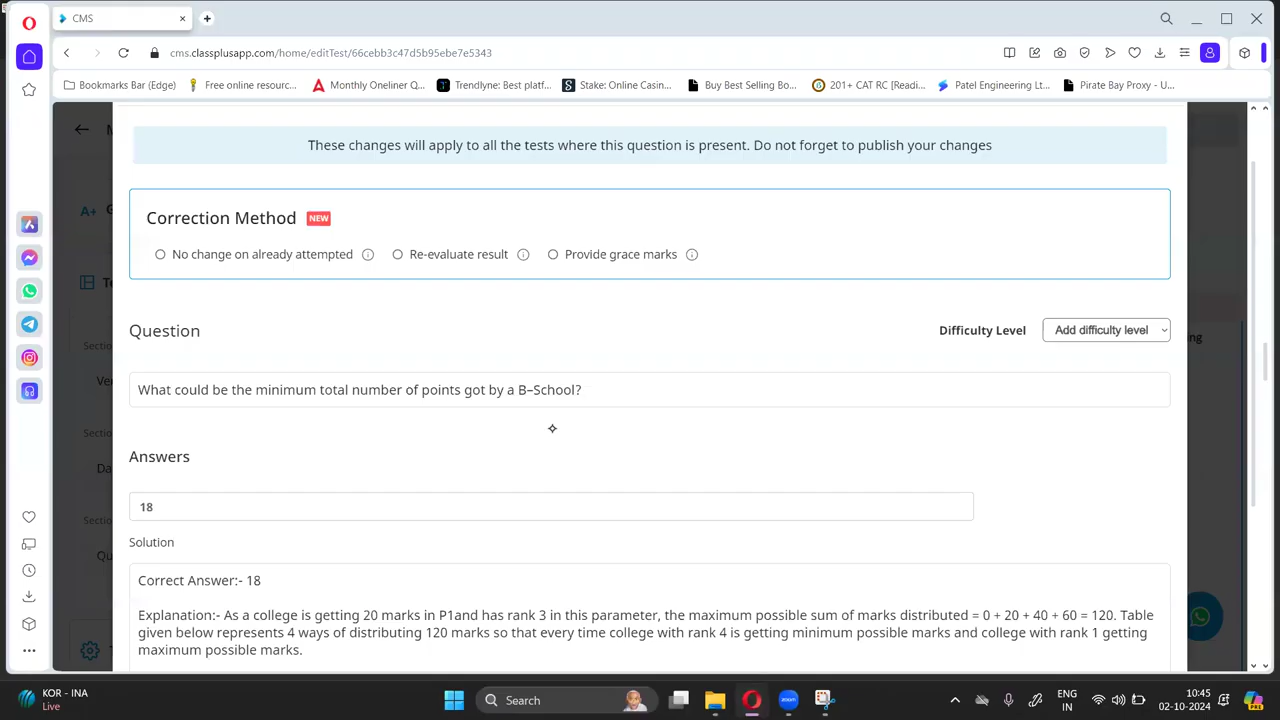 CMS
cms.classplusapp.com/home/editTest/66cebb3c47d5b95ebe7e5343
Bookmarks Bar (Edge)
Free online resourc...
Monthly Oneliner Q...
Trendlyne: Best platf...
Stake: Online Casin...
Buy Best Selling Bo...
201+ CAT RC [Readi...
Patel Engineering Lt...
Pirate Bay Proxy - Y...
These changes will apply to all the tests where this question is present. Do not forget to publish your changes
Correction Method NEW
No change on already attempted
Re-evaluate result
Provide grace marks
Question
Difficulty Level
Add difficulty level
What could be the minimum total number of points got by a B–School?
Answers
18
Solution
Correct Answer:- 18
Explanation:- As a college is getting 20 marks in P1and has rank 3 in this parameter, the maximum possible sum of marks distributed = 0 + 20 + 40 + 60 = 120. Table
given below represents 4 ways of distributing 120 marks so that every time college with rank 4 is getting minimum possible marks and college with rank 1 getting
maximum possible marks.
A+
KOR - INA
Live
Search
zoom
ENG
IN
10:45
02-10-2024